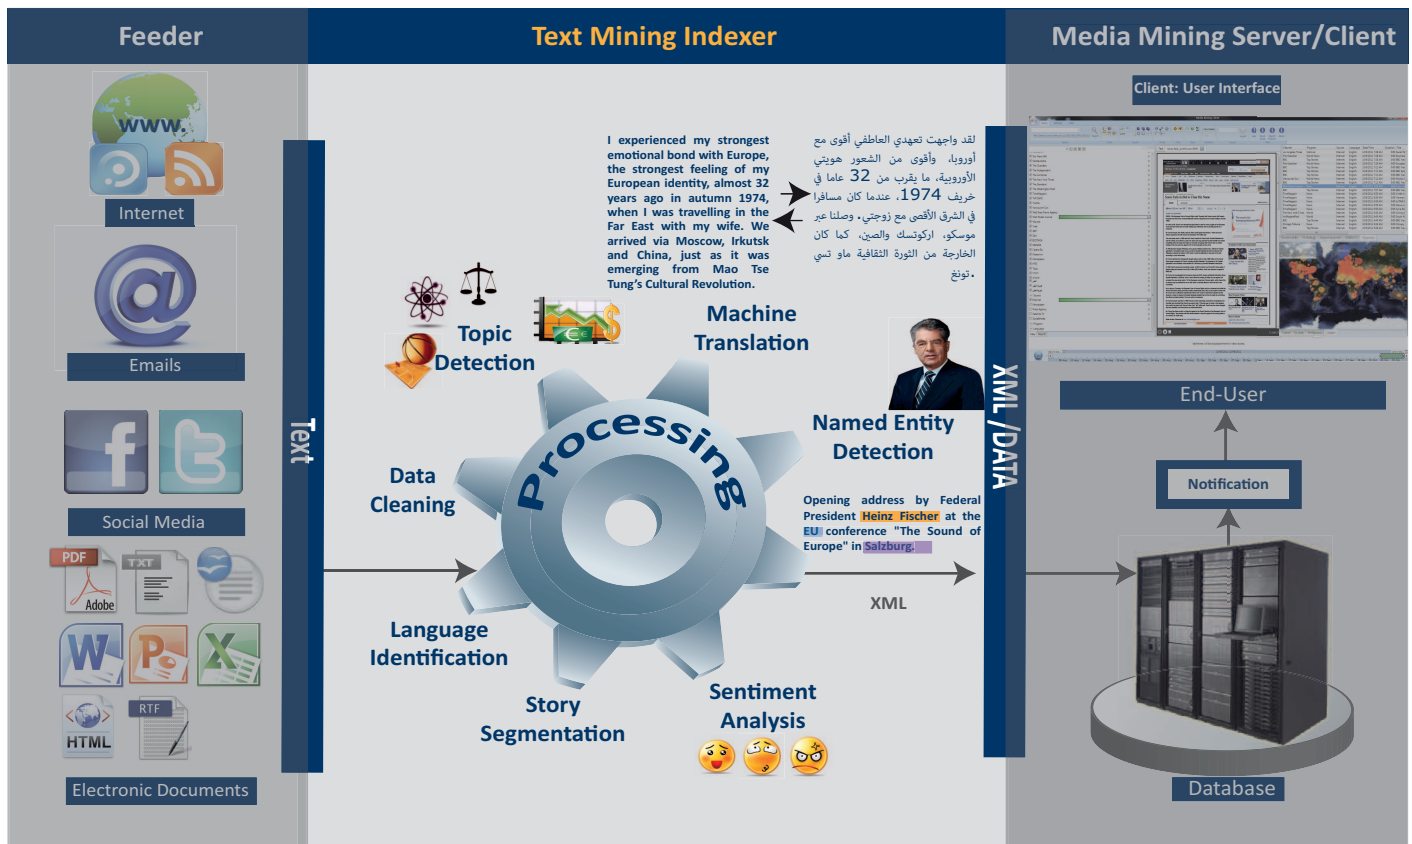 Feeder
Text Mining Indexer
Media Mining Server/Client
www.
Internet
@
Emails
Social Media
PDF
Adobe
TXT
HTML
RTF
Electronic Documents
Text
I experienced my strongest
emotional bond with Europe,
the strongest feeling of my
European identity, almost 32
years ago in autumn 1974,
when I was travelling in the
Far East with my wife. We
arrived via Moscow, Irkutsk
and China, just as it was
emerging from Mao Tse
Tung's Cultural Revolution.
لقد واجهت تعهدي العاطفي أقوى مع
أوروبا، وأقوى من الشعور هويتي
الأوروبية، ما يقرب من 32 عاما في
خريف 1974، عندما كان مسافرا
في الشرق الأقصى مع زوجتي. وصلنا عبر
موسكو، اركوتسك والصين، كما كان
الخارجة من الثورة الثقافية ماو تسي
تونغ.
Topic
Detection
Machine
Translation
Named Entity
Detection
Opening address by Federal
President Heinz Fischer at the
EU conference "The Sound of
Europe" in Salzburg.
Processing
Data
Cleaning
Language
Identification
Story
Segmentation
Sentiment
Analysis
XML
XML /DATA
Client: User Interface
End-User
Notification
Database